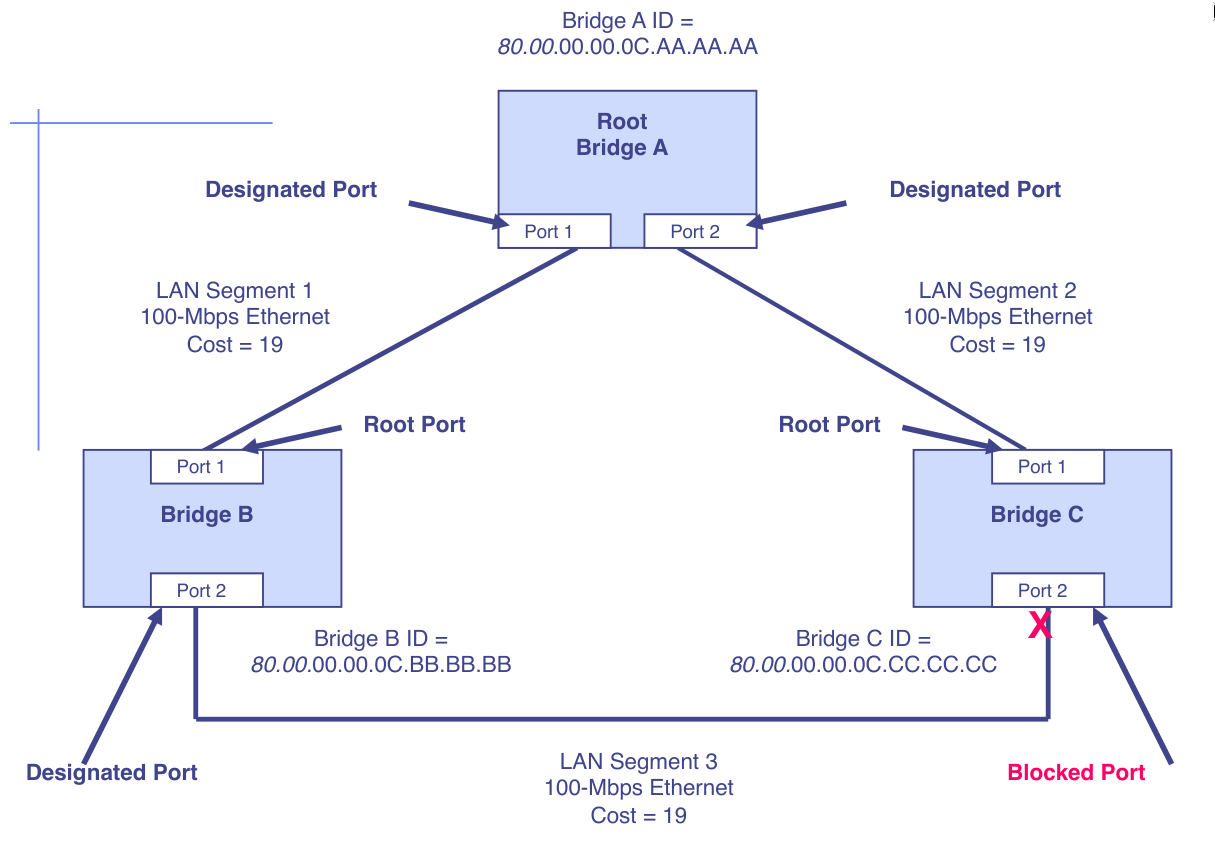 Bridge A ID =
80.00.00.00.0C.AA.AA.AA
Root
Bridge A
Designated Port
Designated Port
Port 1
Port 2
LAN Segment 1
100-Mbps Ethernet
Cost = 19
LAN Segment 2
100-Mbps Ethernet
Cost = 19
Root Port
Root Port
Port 1
Bridge B
Port 2
Port 1
Bridge C
Port 2
X
Bridge B ID =
80.00.00.00.0C.BB.BB.BB
Bridge C ID =
80.00.00.00.0C.CC.CC.CC
Designated Port
LAN Segment 3
100-Mbps Ethernet
Cost = 19
Blocked Port